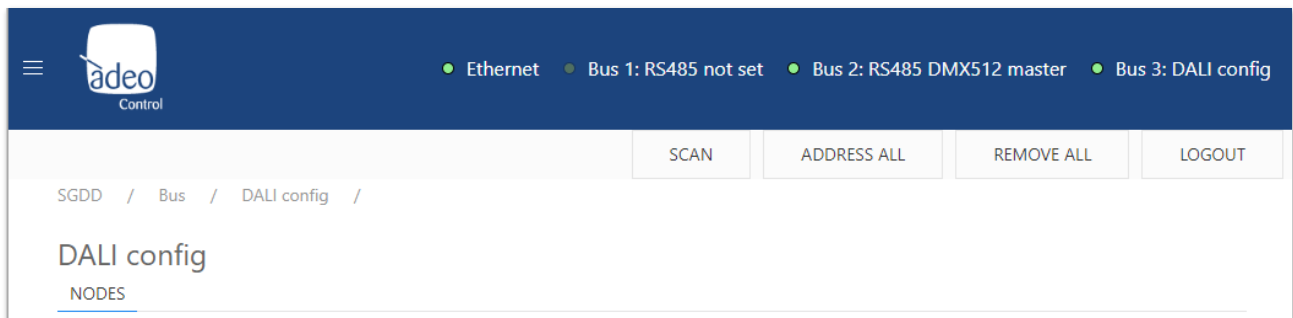 adeo
Control
Ethernet Bus 1: RS485 not set Bus 2: RS485 DMX512 master Bus 3: DALI config
SCAN ADDRESS ALL REMOVE ALL LOGOUT
SGDD / Bus / DALI config /
DALI config
NODES